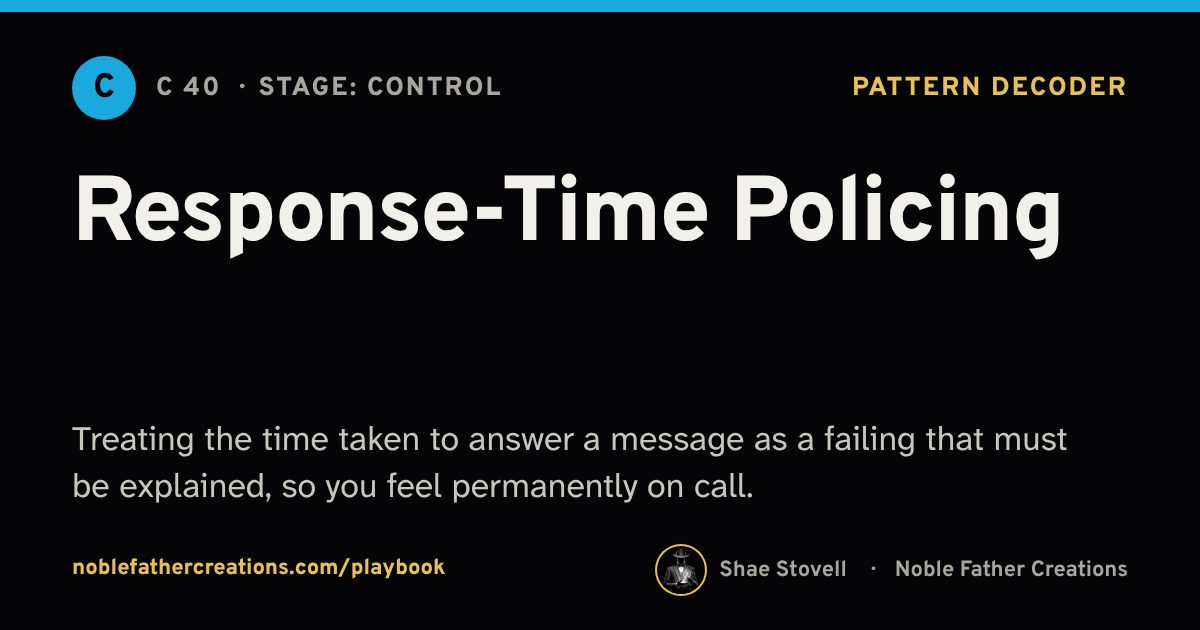 C
C 40 · STAGE: CONTROL
PATTERN DECODER
Response-Time Policing
Treating the time taken to answer a message as a failing that must
be explained, so you feel permanently on call.
noblefathercreations.com/playbook
Shae Stovell · Noble Father Creations